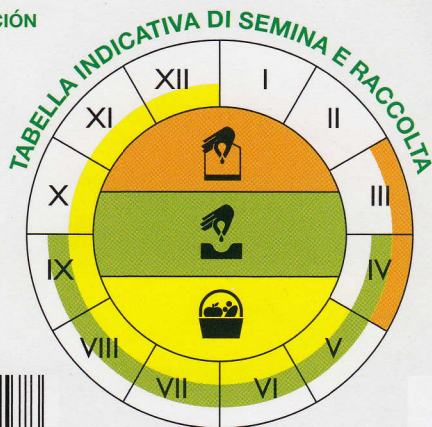 CIÓN
TABELLA INDICATIVA DI SEMINA E RACCOLTA
I
II
III
IV
V
VI
VII
VIII
IX
X
XI
XII